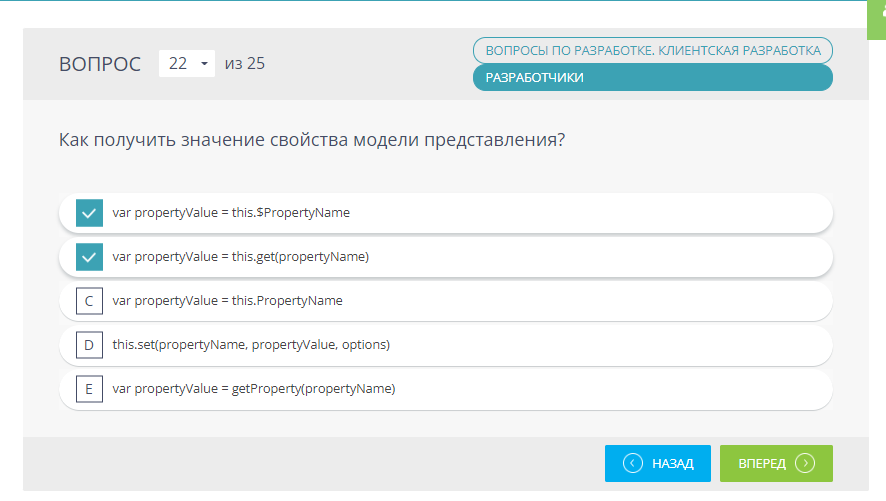 ВОПРОС 22 из 25
ВОПРОСЫ ПО РАЗРАБОТКЕ. КЛИЕНТСКАЯ РАЗРАБОТКА
РАЗРАБОТЧИКИ
Как получить значение свойства модели представления?
var propertyValue = this.$PropertyName
var propertyValue = this.get(propertyName)
C var propertyValue = this.PropertyName
D this.set(propertyName, propertyValue, options)
E var propertyValue = getProperty(propertyName)
НАЗАД ВПЕРЕД